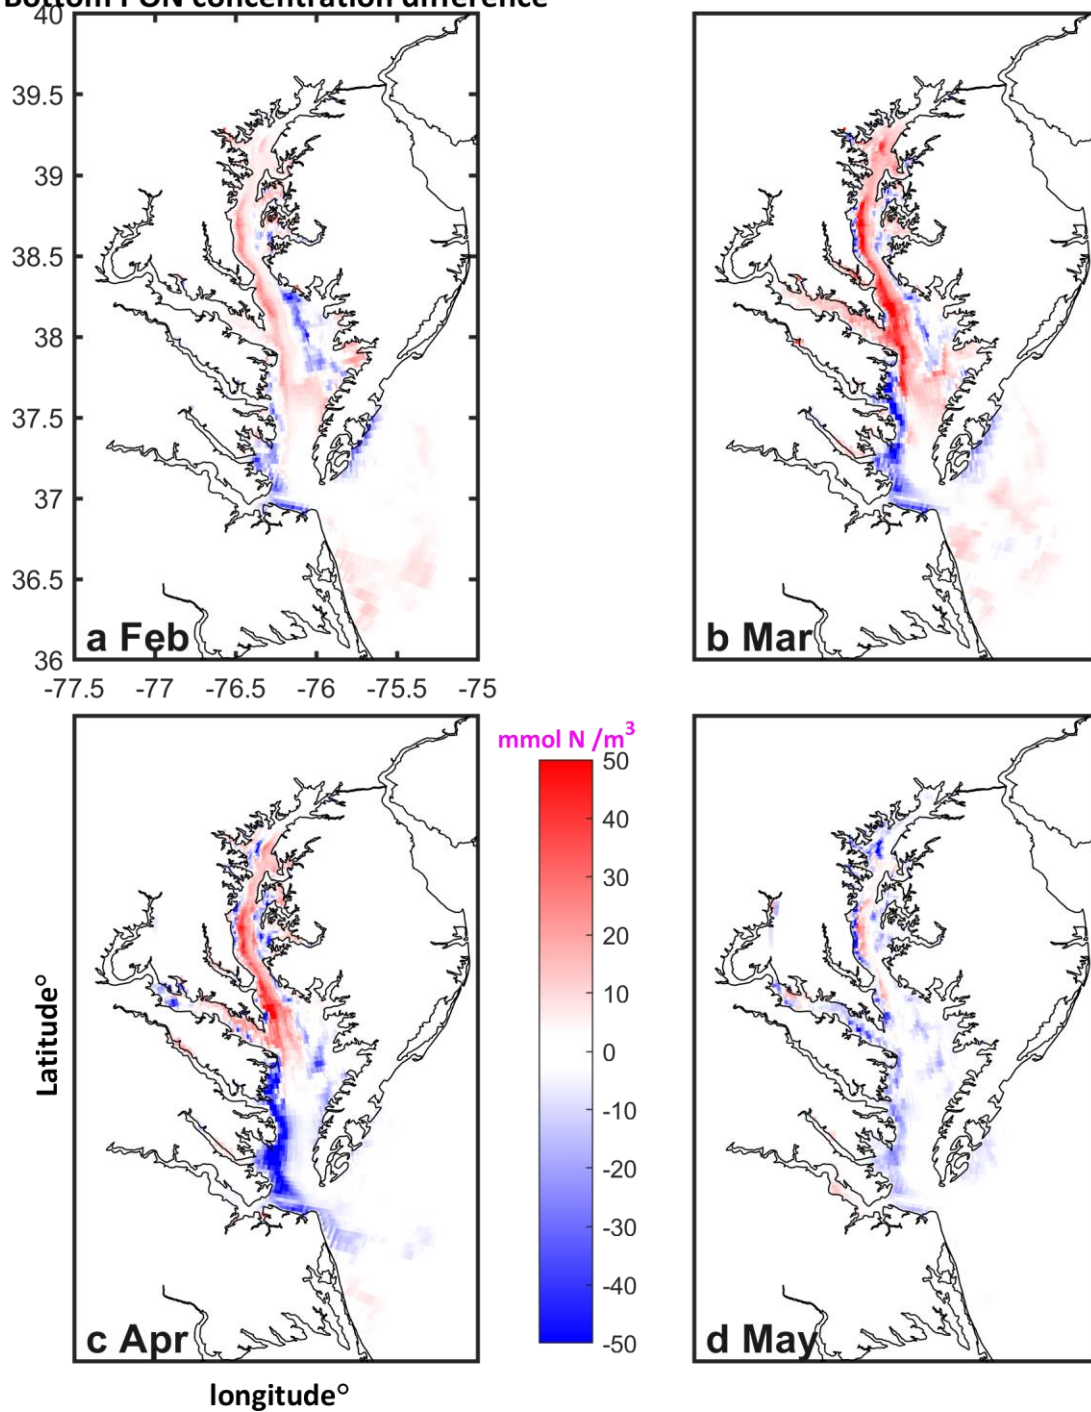 Bottom PON concentration difference
40
39.5
39
38.5
38
37.5
37
36.5
36
-77.5 -77 -76.5 -76 -75.5 -75
a Feb
b Mar
mmol N /m³
50
40
30
20
10
0
-10
-20
-30
-40
-50
Latitude°
c Apr
d May
longitude°